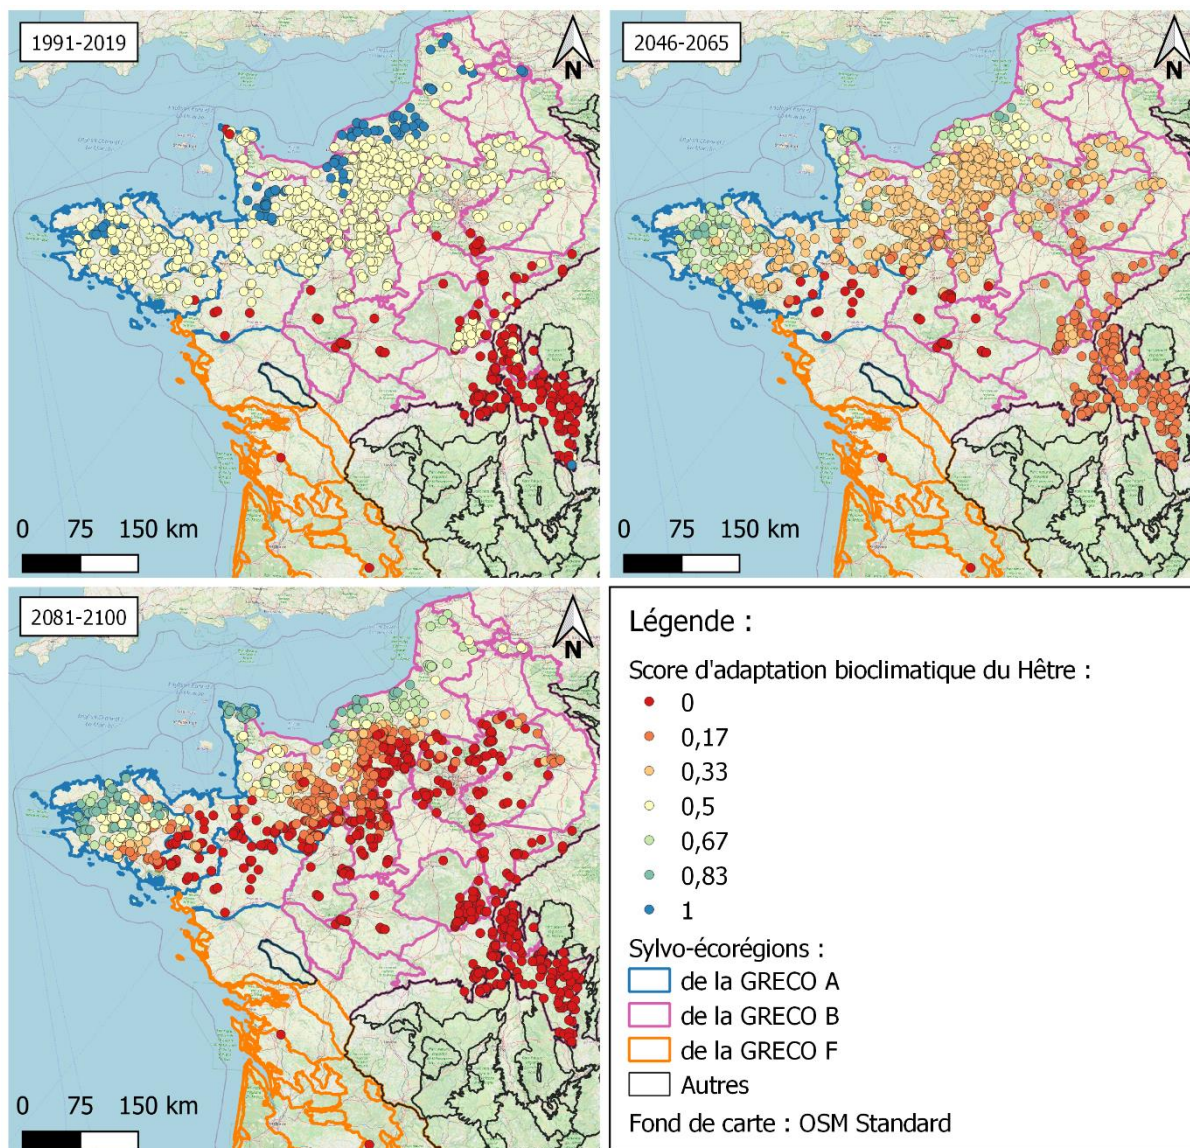 1991-2019
N
0 75 150 km
2046-2065
N
0 75 150 km
2081-2100
N
0 75 150 km
Légende :
Score d'adaptation bioclimatique du Hêtre :
0
0,17
0,33
0,5
0,67
0,83
1
Sylvo-écorégions :
de la GRECO A
de la GRECO B
de la GRECO F
Autres
Fond de carte : OSM Standard